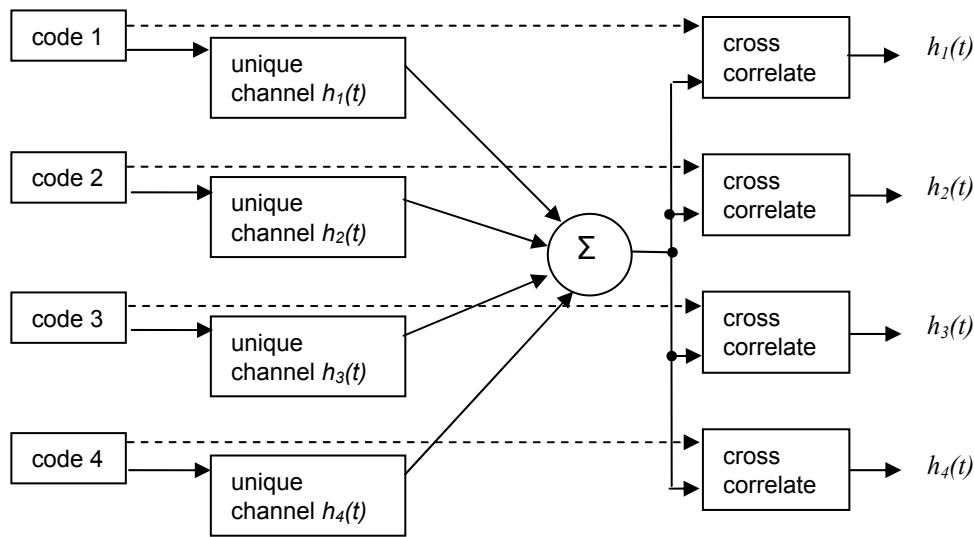 code 1
unique
channel h₁(t)
cross
correlate
h₁(t)
code 2
unique
channel h₂(t)
cross
correlate
h₂(t)
Σ
code 3
unique
channel h₃(t)
cross
correlate
h₃(t)
code 4
unique
channel h₄(t)
cross
correlate
h₄(t)